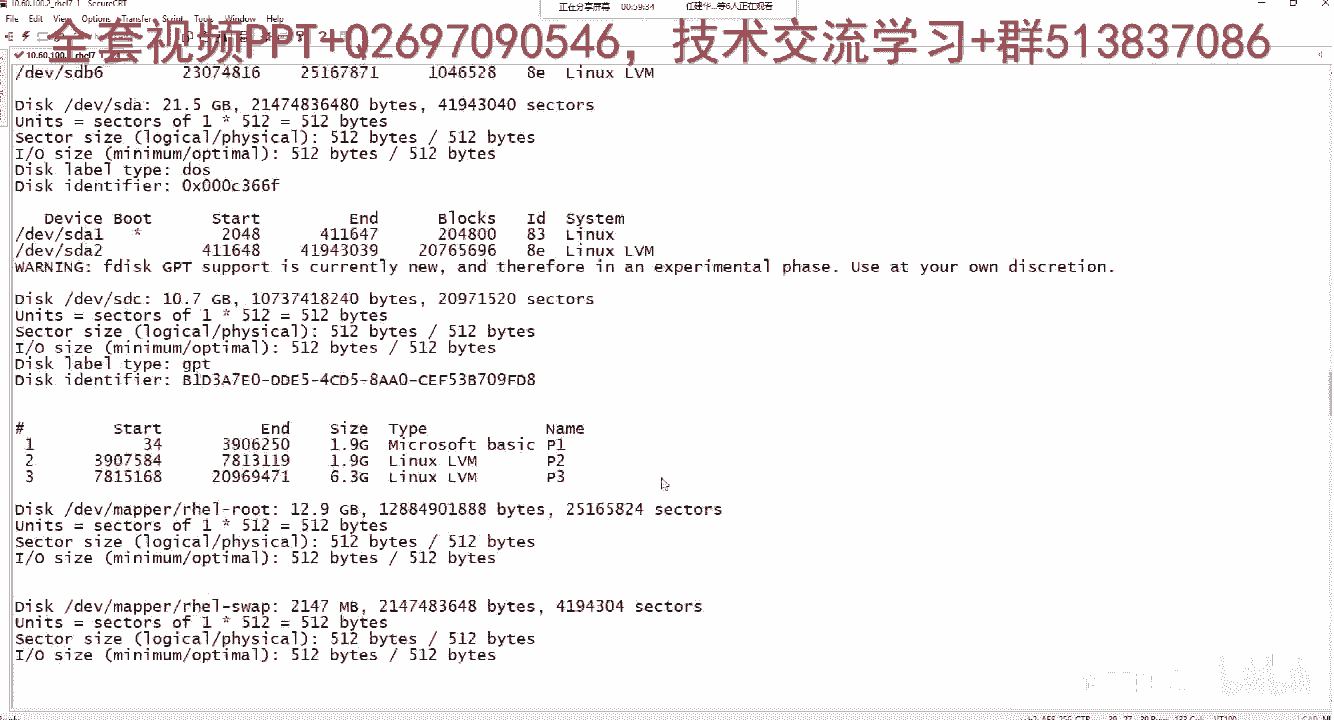 10.60.100.2_rhel7_1 - SecureCRT
正在分享屏幕 00:59:34 任建华...等6人正在观看
File Edit View Options Transfer Script Tools Window Help
全套视频PPT+Q2697090546，技术交流学习+群513837086
/dev/sdb6 23074816 25167871 1046528 8e Linux LVM
Disk /dev/sda: 21.5 GB, 21474836480 bytes, 41943040 sectors
Units = sectors of 1 * 512 = 512 bytes
Sector size (logical/physical): 512 bytes / 512 bytes
I/O size (minimum/optimal): 512 bytes / 512 bytes
Disk label type: dos
Disk identifier: 0x000c366f
Device Boot Start End Blocks Id System
/dev/sda1 * 2048 411647 204800 83 Linux
/dev/sda2 411648 41943039 20765696 8e Linux LVM
WARNING: fdisk GPT support is currently new, and therefore in an experimental phase. Use at your own discretion.
Disk /dev/sdc: 10.7 GB, 10737418240 bytes, 20971520 sectors
Units = sectors of 1 * 512 = 512 bytes
Sector size (logical/physical): 512 bytes / 512 bytes
I/O size (minimum/optimal): 512 bytes / 512 bytes
Disk label type: gpt
Disk identifier: B1D3A7E0-DDE5-4CD5-8AA0-CEF53B709FD8
# Start End Size Type Name
1 34 3906250 1.9G Microsoft basic P1
2 3907584 7813119 1.9G Linux LVM P2
3 7815168 20969471 6.3G Linux LVM P3
Disk /dev/mapper/rhel-root: 12.9 GB, 12884901888 bytes, 25165824 sectors
Units = sectors of 1 * 512 = 512 bytes
Sector size (logical/physical): 512 bytes / 512 bytes
I/O size (minimum/optimal): 512 bytes / 512 bytes
Disk /dev/mapper/rhel-swap: 2147 MB, 2147483648 bytes, 4194304 sectors
Units = sectors of 1 * 512 = 512 bytes
Sector size (logical/physical): 512 bytes / 512 bytes
I/O size (minimum/optimal): 512 bytes / 512 bytes